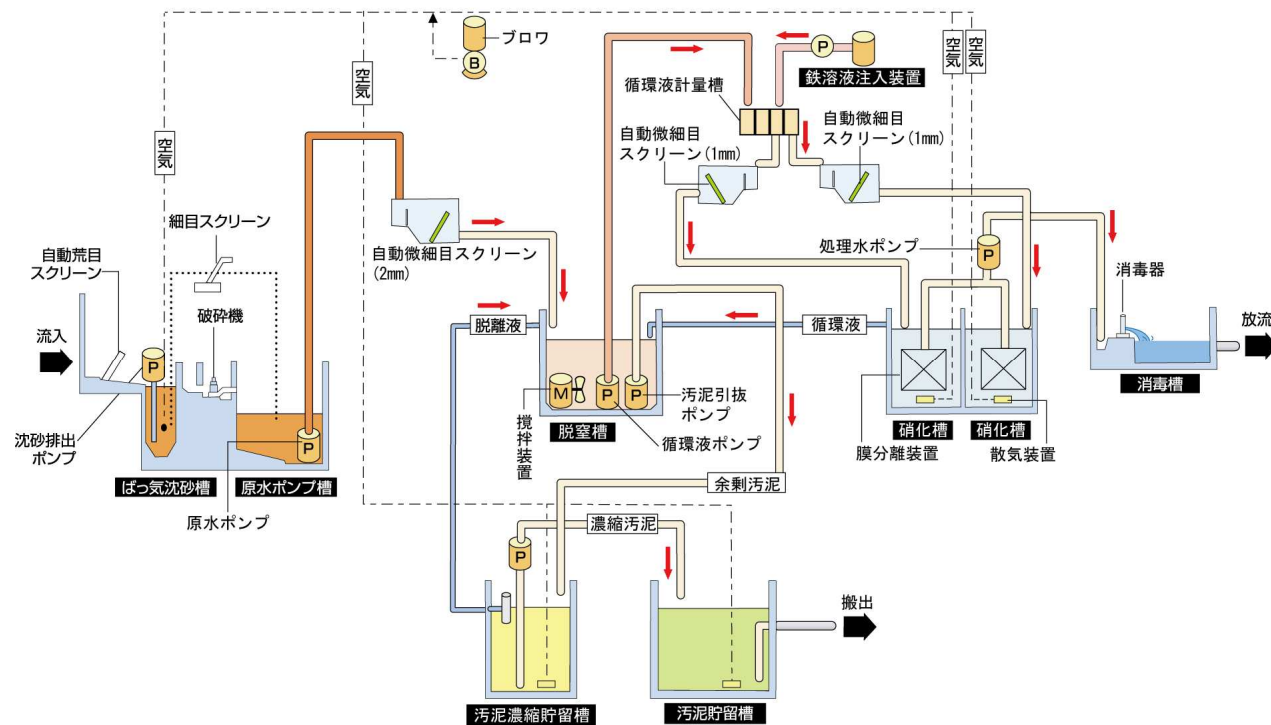 ブロワ
B
空気
空気
空気
空気
P
鉄溶液注入装置
循環液計量槽
自動微細目
スクリーン(1mm)
自動微細目
スクリーン(1mm)
細目スクリーン
自動荒目
スクリーン
破砕機
自動微細目スクリーン
(2mm)
処理水ポンプ
P
消毒器
流入
P
脱離液
循環液
放流
消毒槽
沈砂排出
ポンプ
P
M
P
P
汚泥引抜
ポンプ
脱窒槽
循環液ポンプ
撹拌装置
硝化槽
硝化槽
膜分離装置
散気装置
ばっ気沈砂槽
原水ポンプ槽
原水ポンプ
余剰汚泥
濃縮汚泥
P
搬出
汚泥濃縮貯留槽
汚泥貯留槽